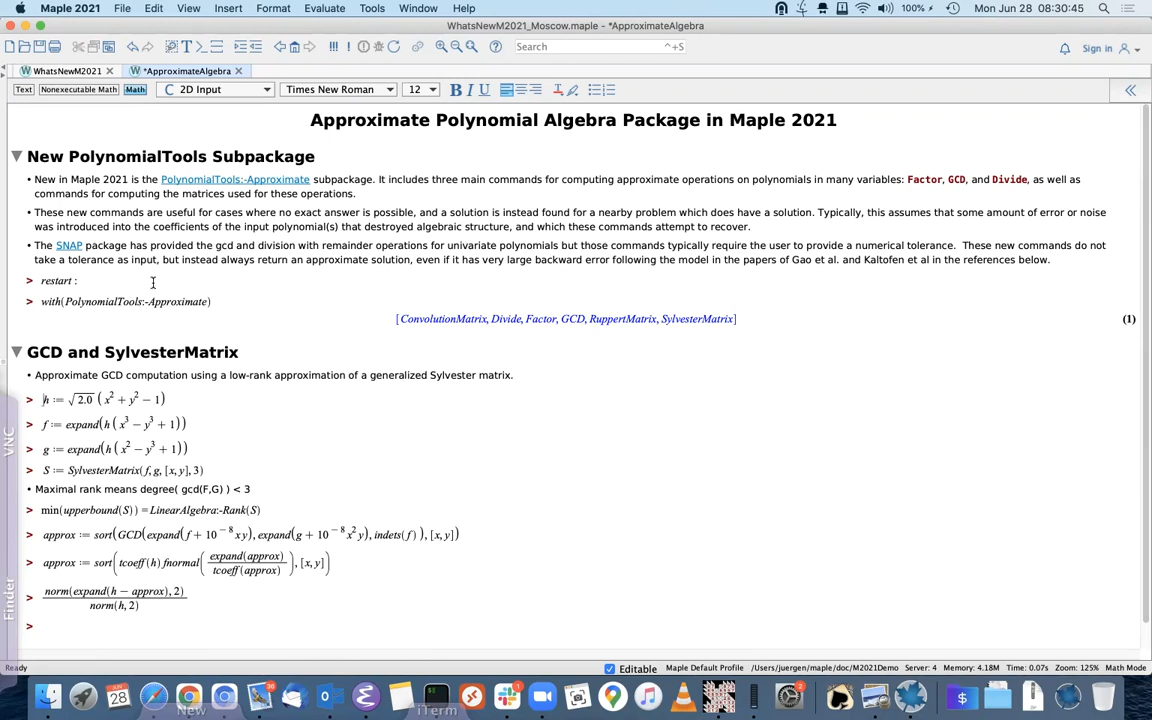 Maple 2021 File Edit View Insert Format Evaluate Tools Window Help 100% Mon Jun 28 08:30:45
WhatsNewM2021_Moscow.maple - *ApproximateAlgebra
Search ^+S Sign in
WhatsNewM2021 *ApproximateAlgebra
Text Nonexecutable Math Math C 2D Input Times New Roman 12 B I U
Approximate Polynomial Algebra Package in Maple 2021
New PolynomialTools Subpackage
• New in Maple 2021 is the PolynomialTools:-Approximate subpackage. It includes three main commands for computing approximate operations on polynomials in many variables: Factor, GCD, and Divide, as well as
commands for computing the matrices used for these operations.
• These new commands are useful for cases where no exact answer is possible, and a solution is instead found for a nearby problem which does have a solution. Typically, this assumes that some amount of error or noise
was introduced into the coefficients of the input polynomial(s) that destroyed algebraic structure, and which these commands attempt to recover.
• The SNAP package has provided the gcd and division with remainder operations for univariate polynomials but those commands typically require the user to provide a numerical tolerance. These new commands do not
take a tolerance as input, but instead always return an approximate solution, even if it has very large backward error following the model in the papers of Gao et al. and Kaltofen et al in the references below.
> restart :
> with(PolynomialTools:-Approximate)
[ConvolutionMatrix, Divide, Factor, GCD, RuppertMatrix, SylvesterMatrix] (1)
GCD and SylvesterMatrix
• Approximate GCD computation using a low-rank approximation of a generalized Sylvester matrix.
> h := √2.0 (x² + y² − 1)
> f := expand(h (x³ − y³ + 1))
> g := expand(h (x² − y³ + 1))
> S := SylvesterMatrix(f, g, [x, y], 3)
• Maximal rank means degree( gcd(F,G) ) < 3
> min(upperbound(S)) = LinearAlgebra:-Rank(S)
> approx := sort(GCD(expand(f + 10⁻⁸ x y), expand(g + 10⁻⁸ x² y), indets(f)), [x, y])
> approx := sort(tcoeff(h) fnormal(expand(approx)/tcoeff(approx)), [x, y])
> norm(expand(h − approx), 2)/norm(h, 2)
>
Ready Editable Maple Default Profile /Users/juergen/maple/doc/M2021Demo Server: 4 Memory: 4.18M Time: 0.07s Zoom: 125% Math Mode
VNC
Finder
New
iTerm